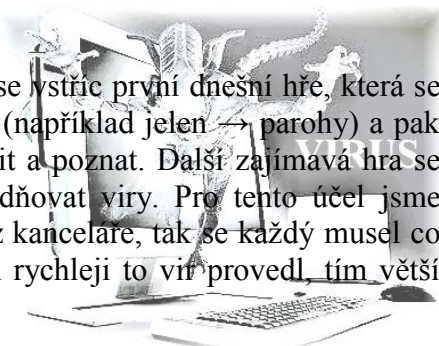 se vstříc první dnešní hře, která se
(například jelen → parohy) a pak
it a poznat. Další zajímavá hra se
VIRUS
dňovat viry. Pro tento účel jsme
z kanceláře, tak se každý musel co
rychleji to vir provedl, tím větší